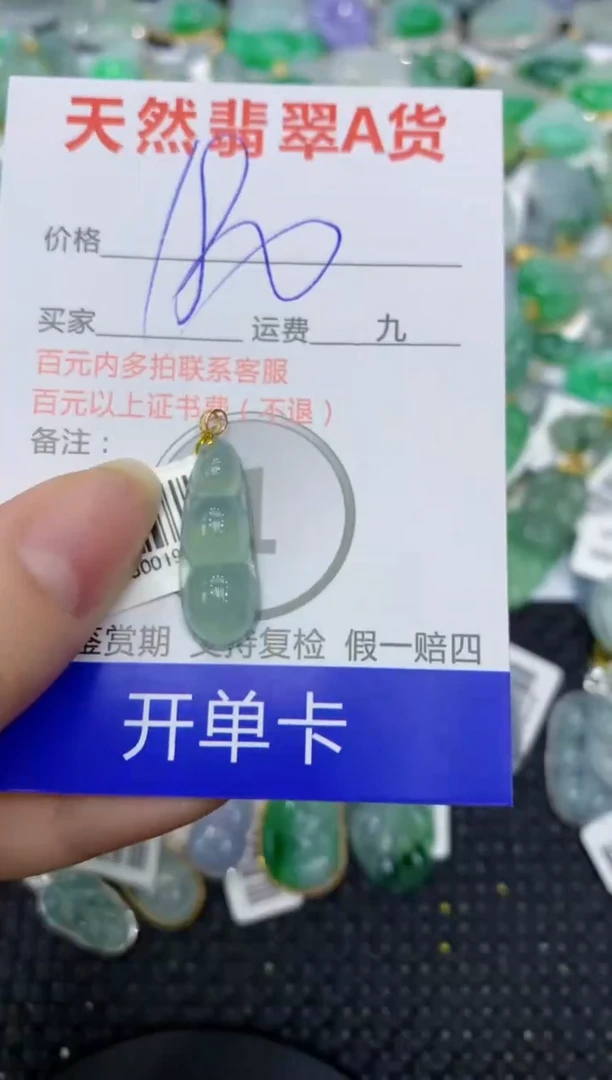 天然翡翠A货
价格 180
买家 运费 九
百元内多拍联系客服
百元以上证书费(不退)
备注：
鉴赏期 支持复检 假一赔四
开单卡